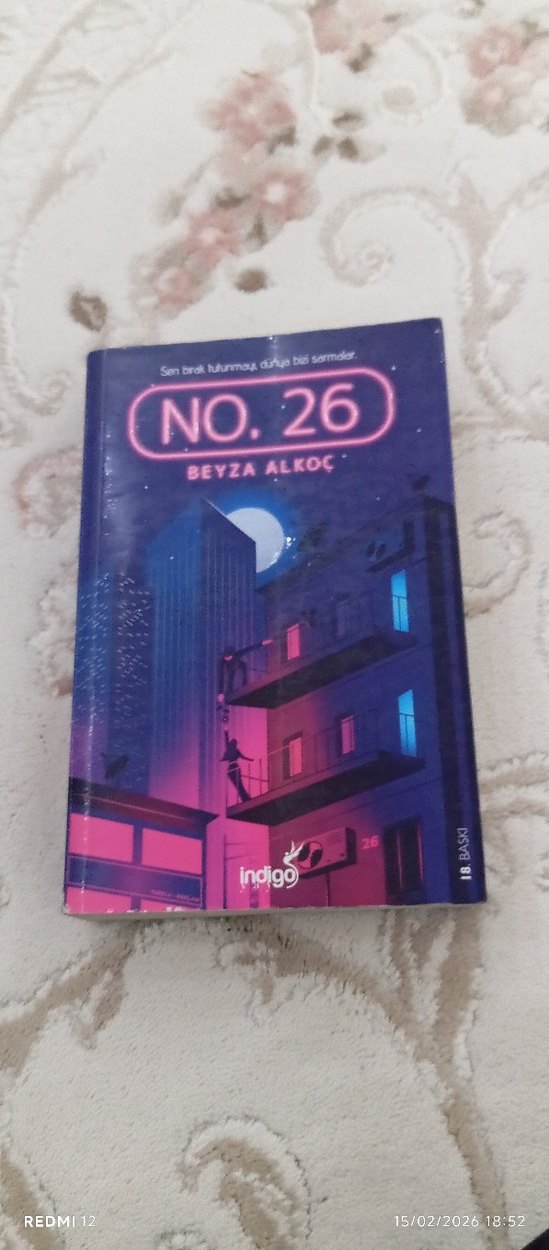 Sen bırak tutunmayı, dünya bizi sarmalar.
NO. 26
BEYZA ALKOÇ
26
indigo
18. BASKI
REDMI 12
15/02/2026 18:52